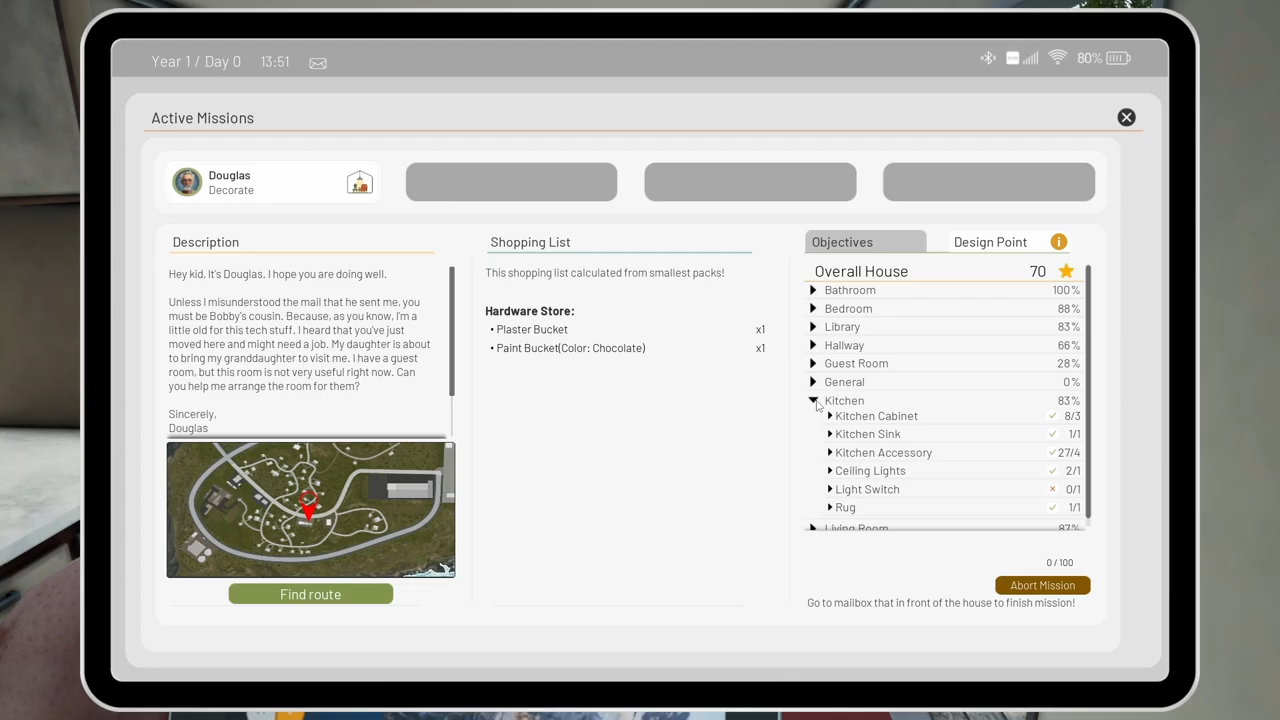 Year 1 / Day 0 13:51 80%
Active Missions
Douglas
Decorate
Description
Hey kid, It's Douglas. I hope you are doing well.
Unless I misunderstood the mail that he sent me, you
must be Bobby's cousin. Because, as you know, I'm a
little old for this tech stuff. I heard that you've just
moved here and might need a job. My daughter is about
to bring my granddaughter to visit me. I have a guest
room, but this room is not very useful right now. Can
you help me arrange the room for them?
Sincerely,
Douglas
Find route
Shopping List
This shopping list calculated from smallest packs!
Hardware Store:
• Plaster Bucket x1
• Paint Bucket(Color: Chocolate) x1
Objectives Design Point i
Overall House 70
Bathroom 100%
Bedroom 88%
Library 83%
Hallway 66%
Guest Room 28%
General 0%
Kitchen 83%
Kitchen Cabinet 8/3
Kitchen Sink 1/1
Kitchen Accessory 27/4
Ceiling Lights 2/1
Light Switch 0/1
Rug 1/1
Living Room 87%
0 / 100
Abort Mission
Go to mailbox that in front of the house to finish mission!